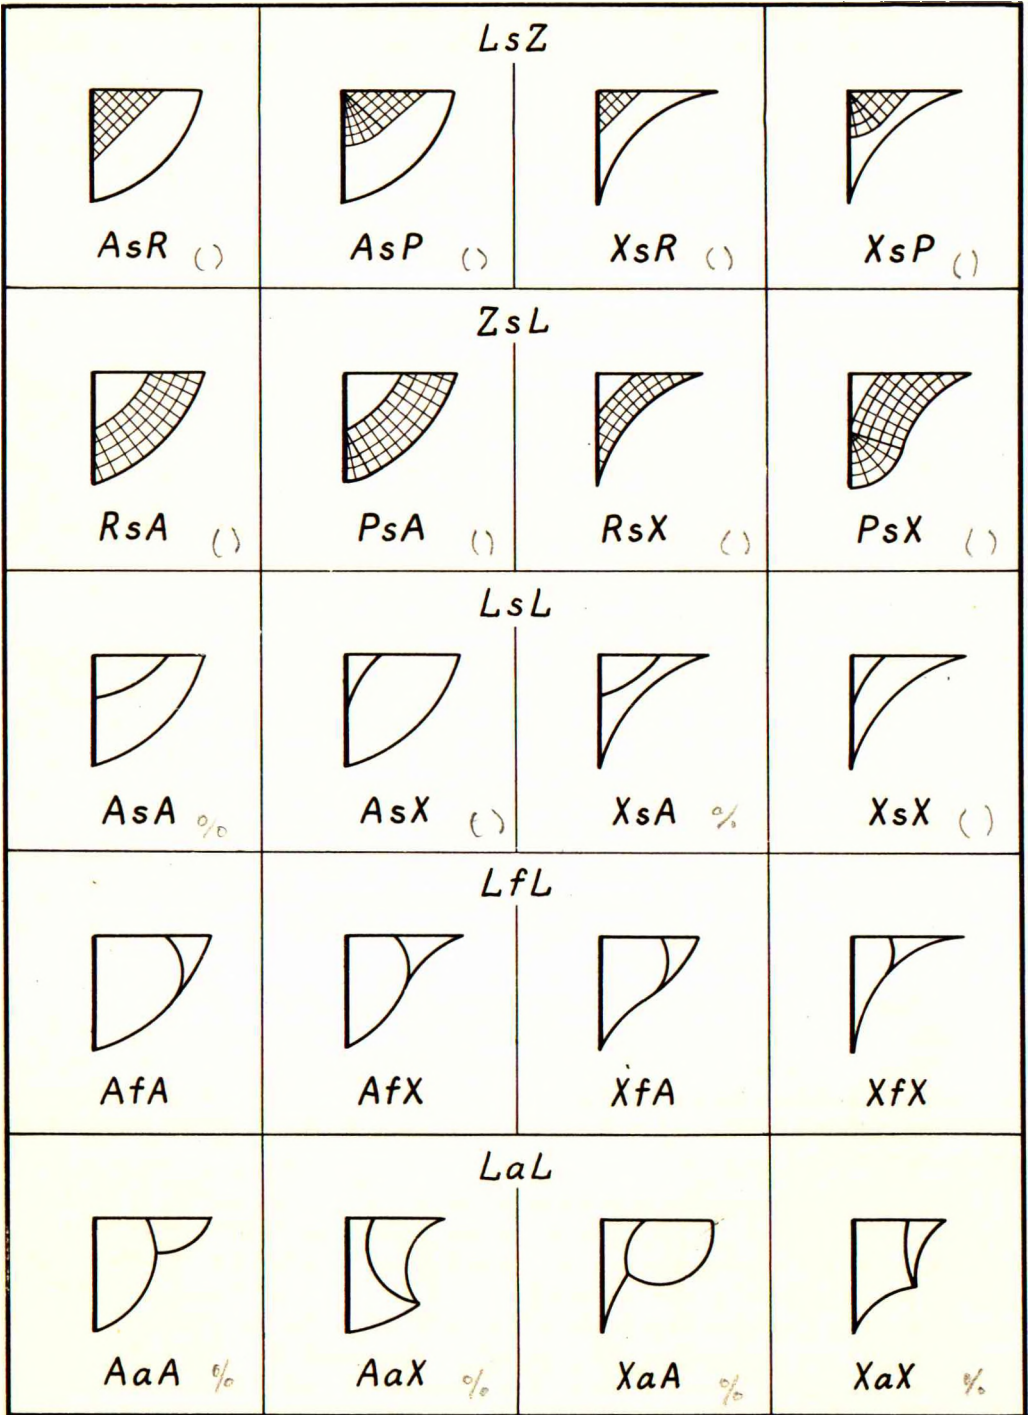 LsZ
AsR ( ) AsP ( ) XsR ( ) XsP ( )
ZsL
RsA ( ) PsA ( ) RsX ( ) PsX ( )
LsL
AsA % AsX ( ) XsA % XsX ( )
LfL
AfA AfX XfA XfX
LaL
AaA % AaX % XaA % XaX %